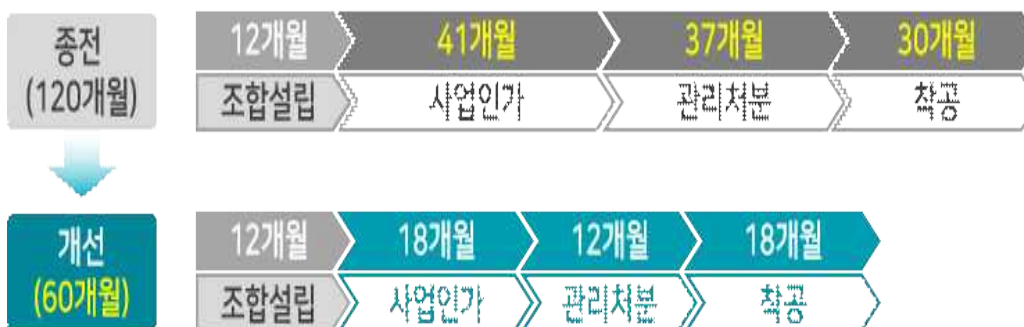 종전
(120개월)
12개월 41개월 37개월 30개월
조합설립 사업인가 관리처분 착공
개선
(60개월)
12개월 18개월 12개월 18개월
조합설립 사업인가 관리처분 착공